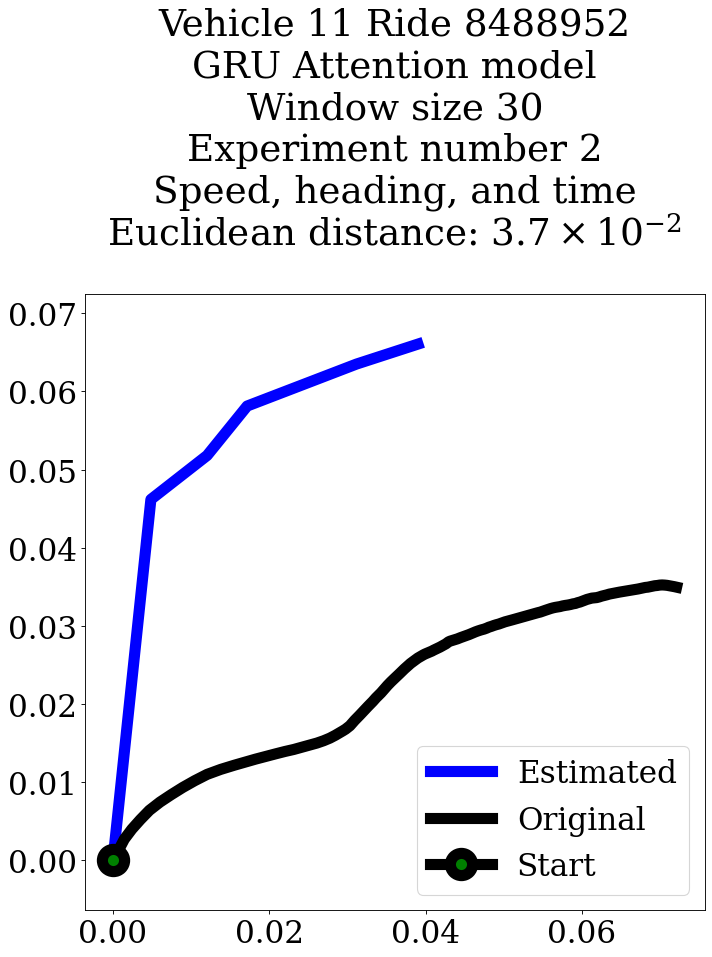 Vehicle 11 Ride 8488952
GRU Attention model
Window size 30
Experiment number 2
Speed, heading, and time
Euclidean distance: 3.7 × 10⁻²
0.07
0.06
0.05
0.04
0.03
0.02
0.01
0.00
Estimated
Original
Start
0.00 0.02 0.04 0.06